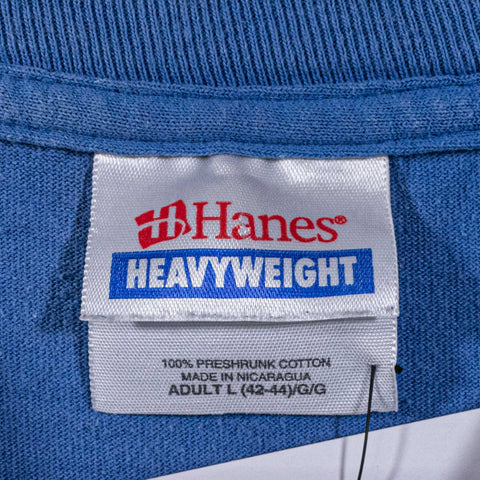 Hanes®
HEAVYWEIGHT
100% PRESHRUNK COTTON
MADE IN NICARAGUA
ADULT L (42-44)/G/G